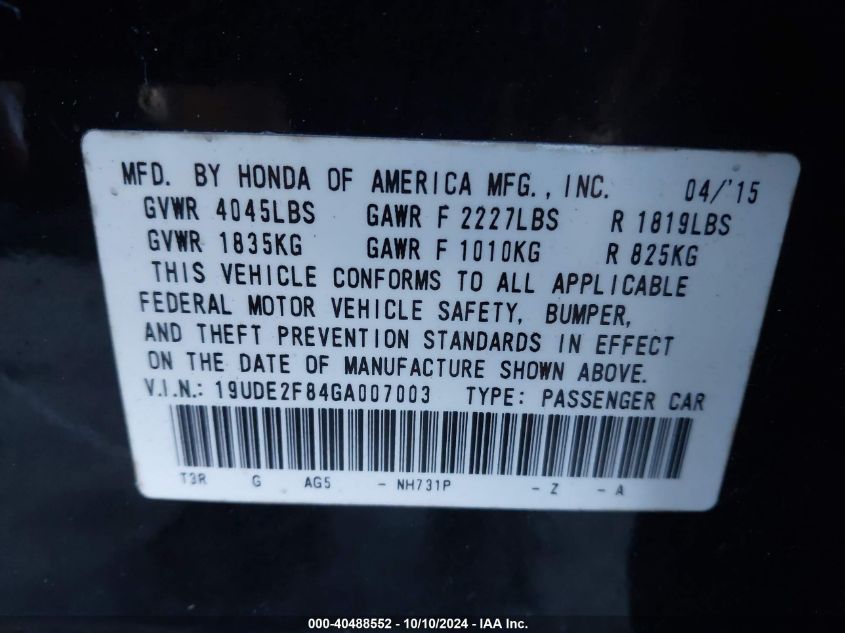 MFD. BY HONDA OF AMERICA MFG., INC. 04/'15
GVWR 4045LBS GAWR F 2227LBS R 1819LBS
GVWR 1835KG GAWR F 1010KG R 825KG
THIS VEHICLE CONFORMS TO ALL APPLICABLE
FEDERAL MOTOR VEHICLE SAFETY, BUMPER,
AND THEFT PREVENTION STANDARDS IN EFFECT
ON THE DATE OF MANUFACTURE SHOWN ABOVE.
V.I.N.: 19UDE2F84GA007003 TYPE: PASSENGER CAR
T3R G AG5 - NH731P - Z - A
000-40488552 - 10/10/2024 - IAA Inc.